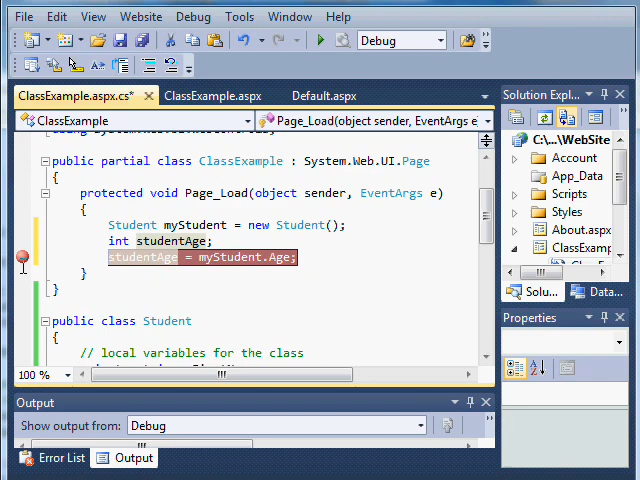 File Edit View Website Debug Tools Window Help
Debug
ClassExample.aspx.cs* ClassExample.aspx Default.aspx
ClassExample Page_Load(object sender, EventArgs e
public partial class ClassExample : System.Web.UI.Page
{
protected void Page_Load(object sender, EventArgs e)
{
Student myStudent = new Student();
int studentAge;
studentAge = myStudent.Age;
}
}
public class Student
{
// local variables for the class
100 %
Output
Show output from: Debug
Error List Output
Solution Expl...
C:\...\WebSite
Account
App_Data
Scripts
Styles
About.aspx
ClassExam
Solu... Data...
Properties